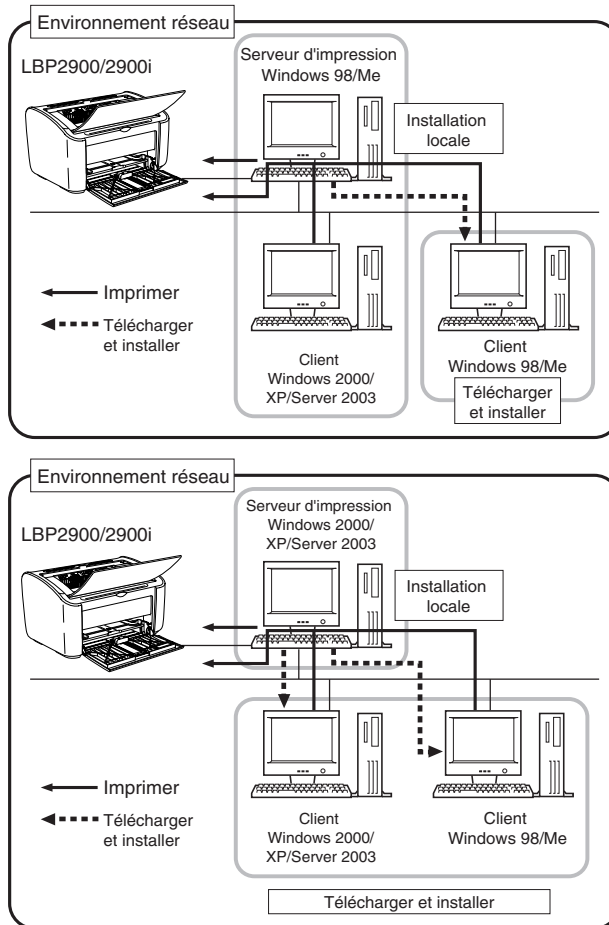 Environnement réseau
LBP2900/2900i
Serveur d'impression
Windows 98/Me
Installation
locale
Imprimer
Télécharger
et installer
Client
Windows 2000/
XP/Server 2003
Client
Windows 98/Me
Télécharger
et installer
Environnement réseau
LBP2900/2900i
Serveur d'impression
Windows 2000/
XP/Server 2003
Installation
locale
Imprimer
Télécharger
et installer
Client
Windows 2000/
XP/Server 2003
Client
Windows 98/Me
Télécharger et installer